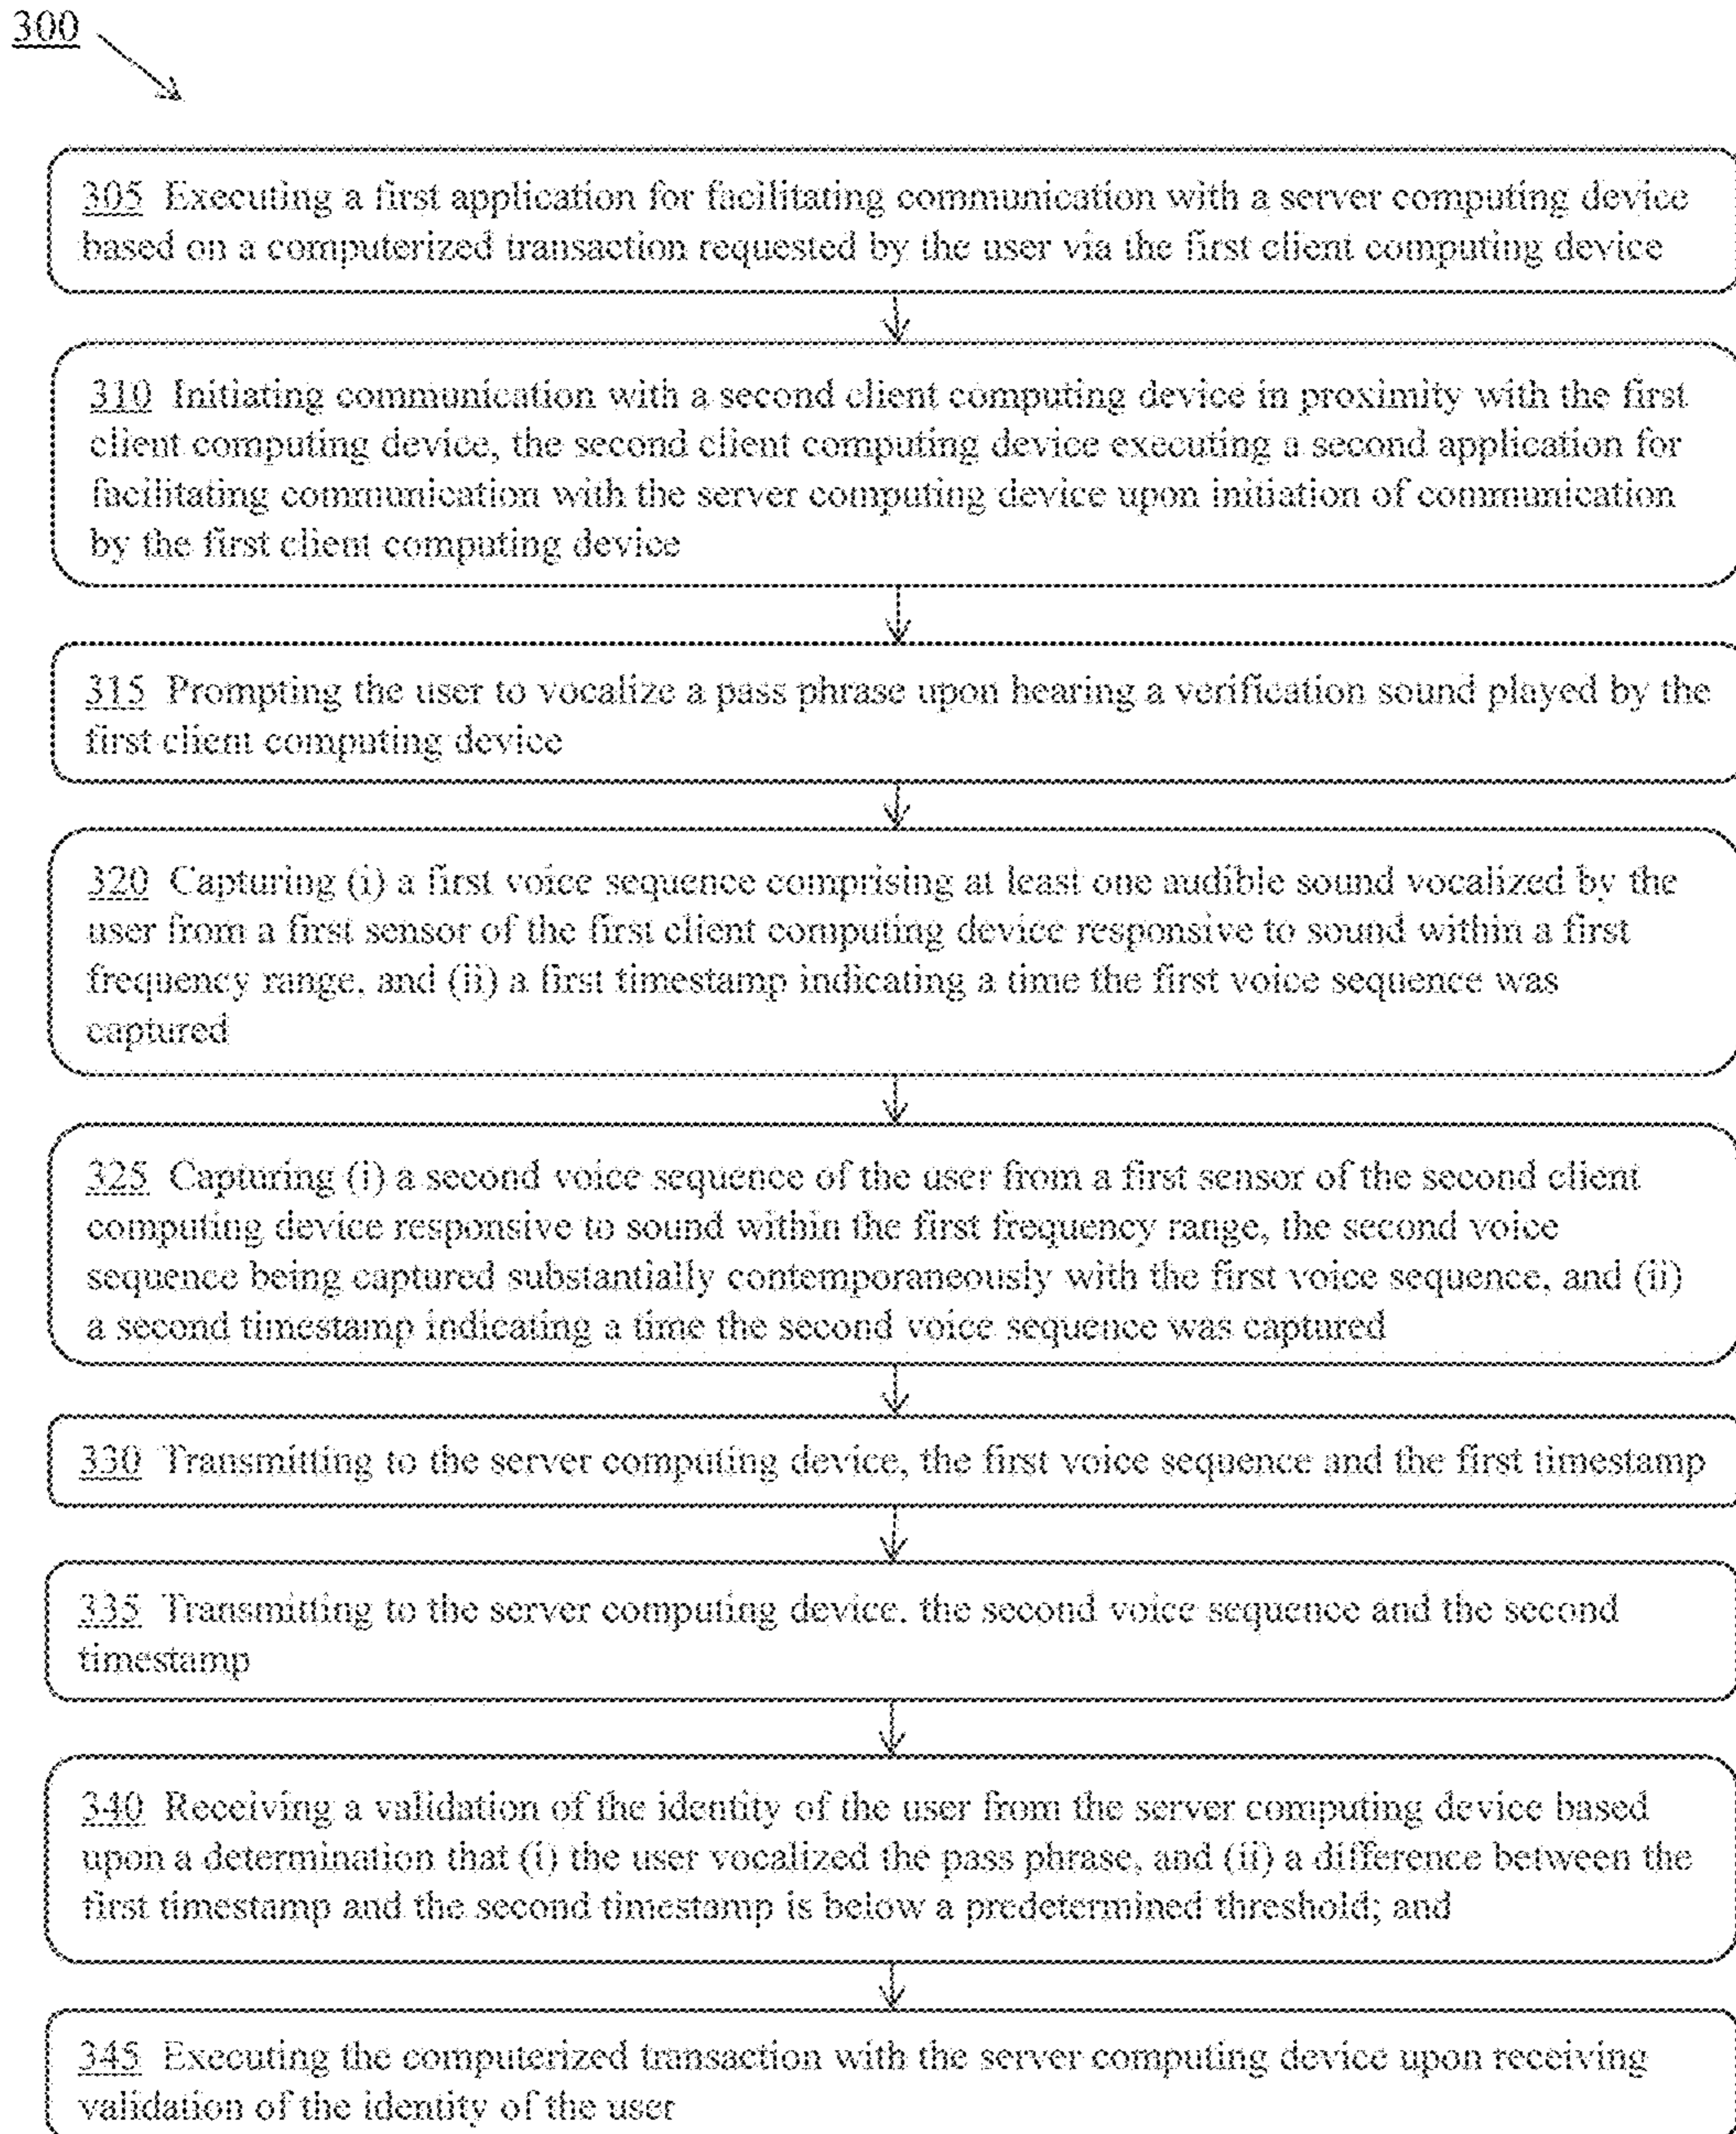 300
305 Executing a first application for facilitating communication with a server computing device
based on a computerized transaction requested by the user via the first client computing device
310 Initiating communication with a second client computing device in proximity with the first
client computing device, the second client computing device executing a second application for
facilitating communication with the server computing device upon initiation of communication
by the first client computing device
315 Prompting the user to vocalize a pass phrase upon hearing a verification sound played by the
first client computing device
320 Capturing (i) a first voice sequence comprising at least one audible sound vocalized by the
user from a first sensor of the first client computing device responsive to sound within a first
frequency range, and (ii) a first timestamp indicating a time the first voice sequence was
captured
325 Capturing (i) a second voice sequence of the user from a first sensor of the second client
computing device responsive to sound within the first frequency range, the second voice
sequence being captured substantially contemporaneously with the first voice sequence, and (ii)
a second timestamp indicating a time the second voice sequence was captured
330 Transmitting to the server computing device, the first voice sequence and the first timestamp
335 Transmitting to the server computing device. the second voice sequence and the second
timestamp
340 Receiving a validation of the identity of the user from the server computing device based
upon a determination that (i) the user vocalized the pass phrase, and (ii) a difference between the
first timestamp and the second timestamp is below a predetermined threshold; and
345 Executing the computerized transaction with the server computing device upon receiving
validation of the identity of the user